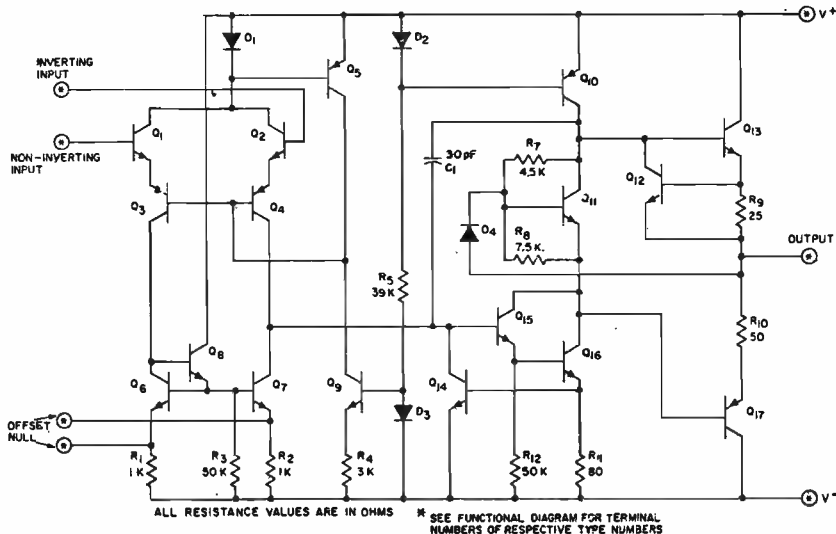 V+
D1
D2
INVERTING
INPUT
Q5
Q10
Q1
Q2
Q13
NON-INVERTING
INPUT
R7
4.5K
30pF
C1
Q12
Q3
Q4
Q11
R9
25
D4
R8
7.5K.
OUTPUT
R5
39K
R10
50
Q15
Q8
Q16
Q6
Q7
Q9
Q14
Q17
D3
OFFSET
NULL
R1
1K
R3
50K
R2
1K
R4
3K
R12
50K
R11
80
V-
ALL RESISTANCE VALUES ARE IN OHMS
* SEE FUNCTIONAL DIAGRAM FOR TERMINAL
NUMBERS OF RESPECTIVE TYPE NUMBERS